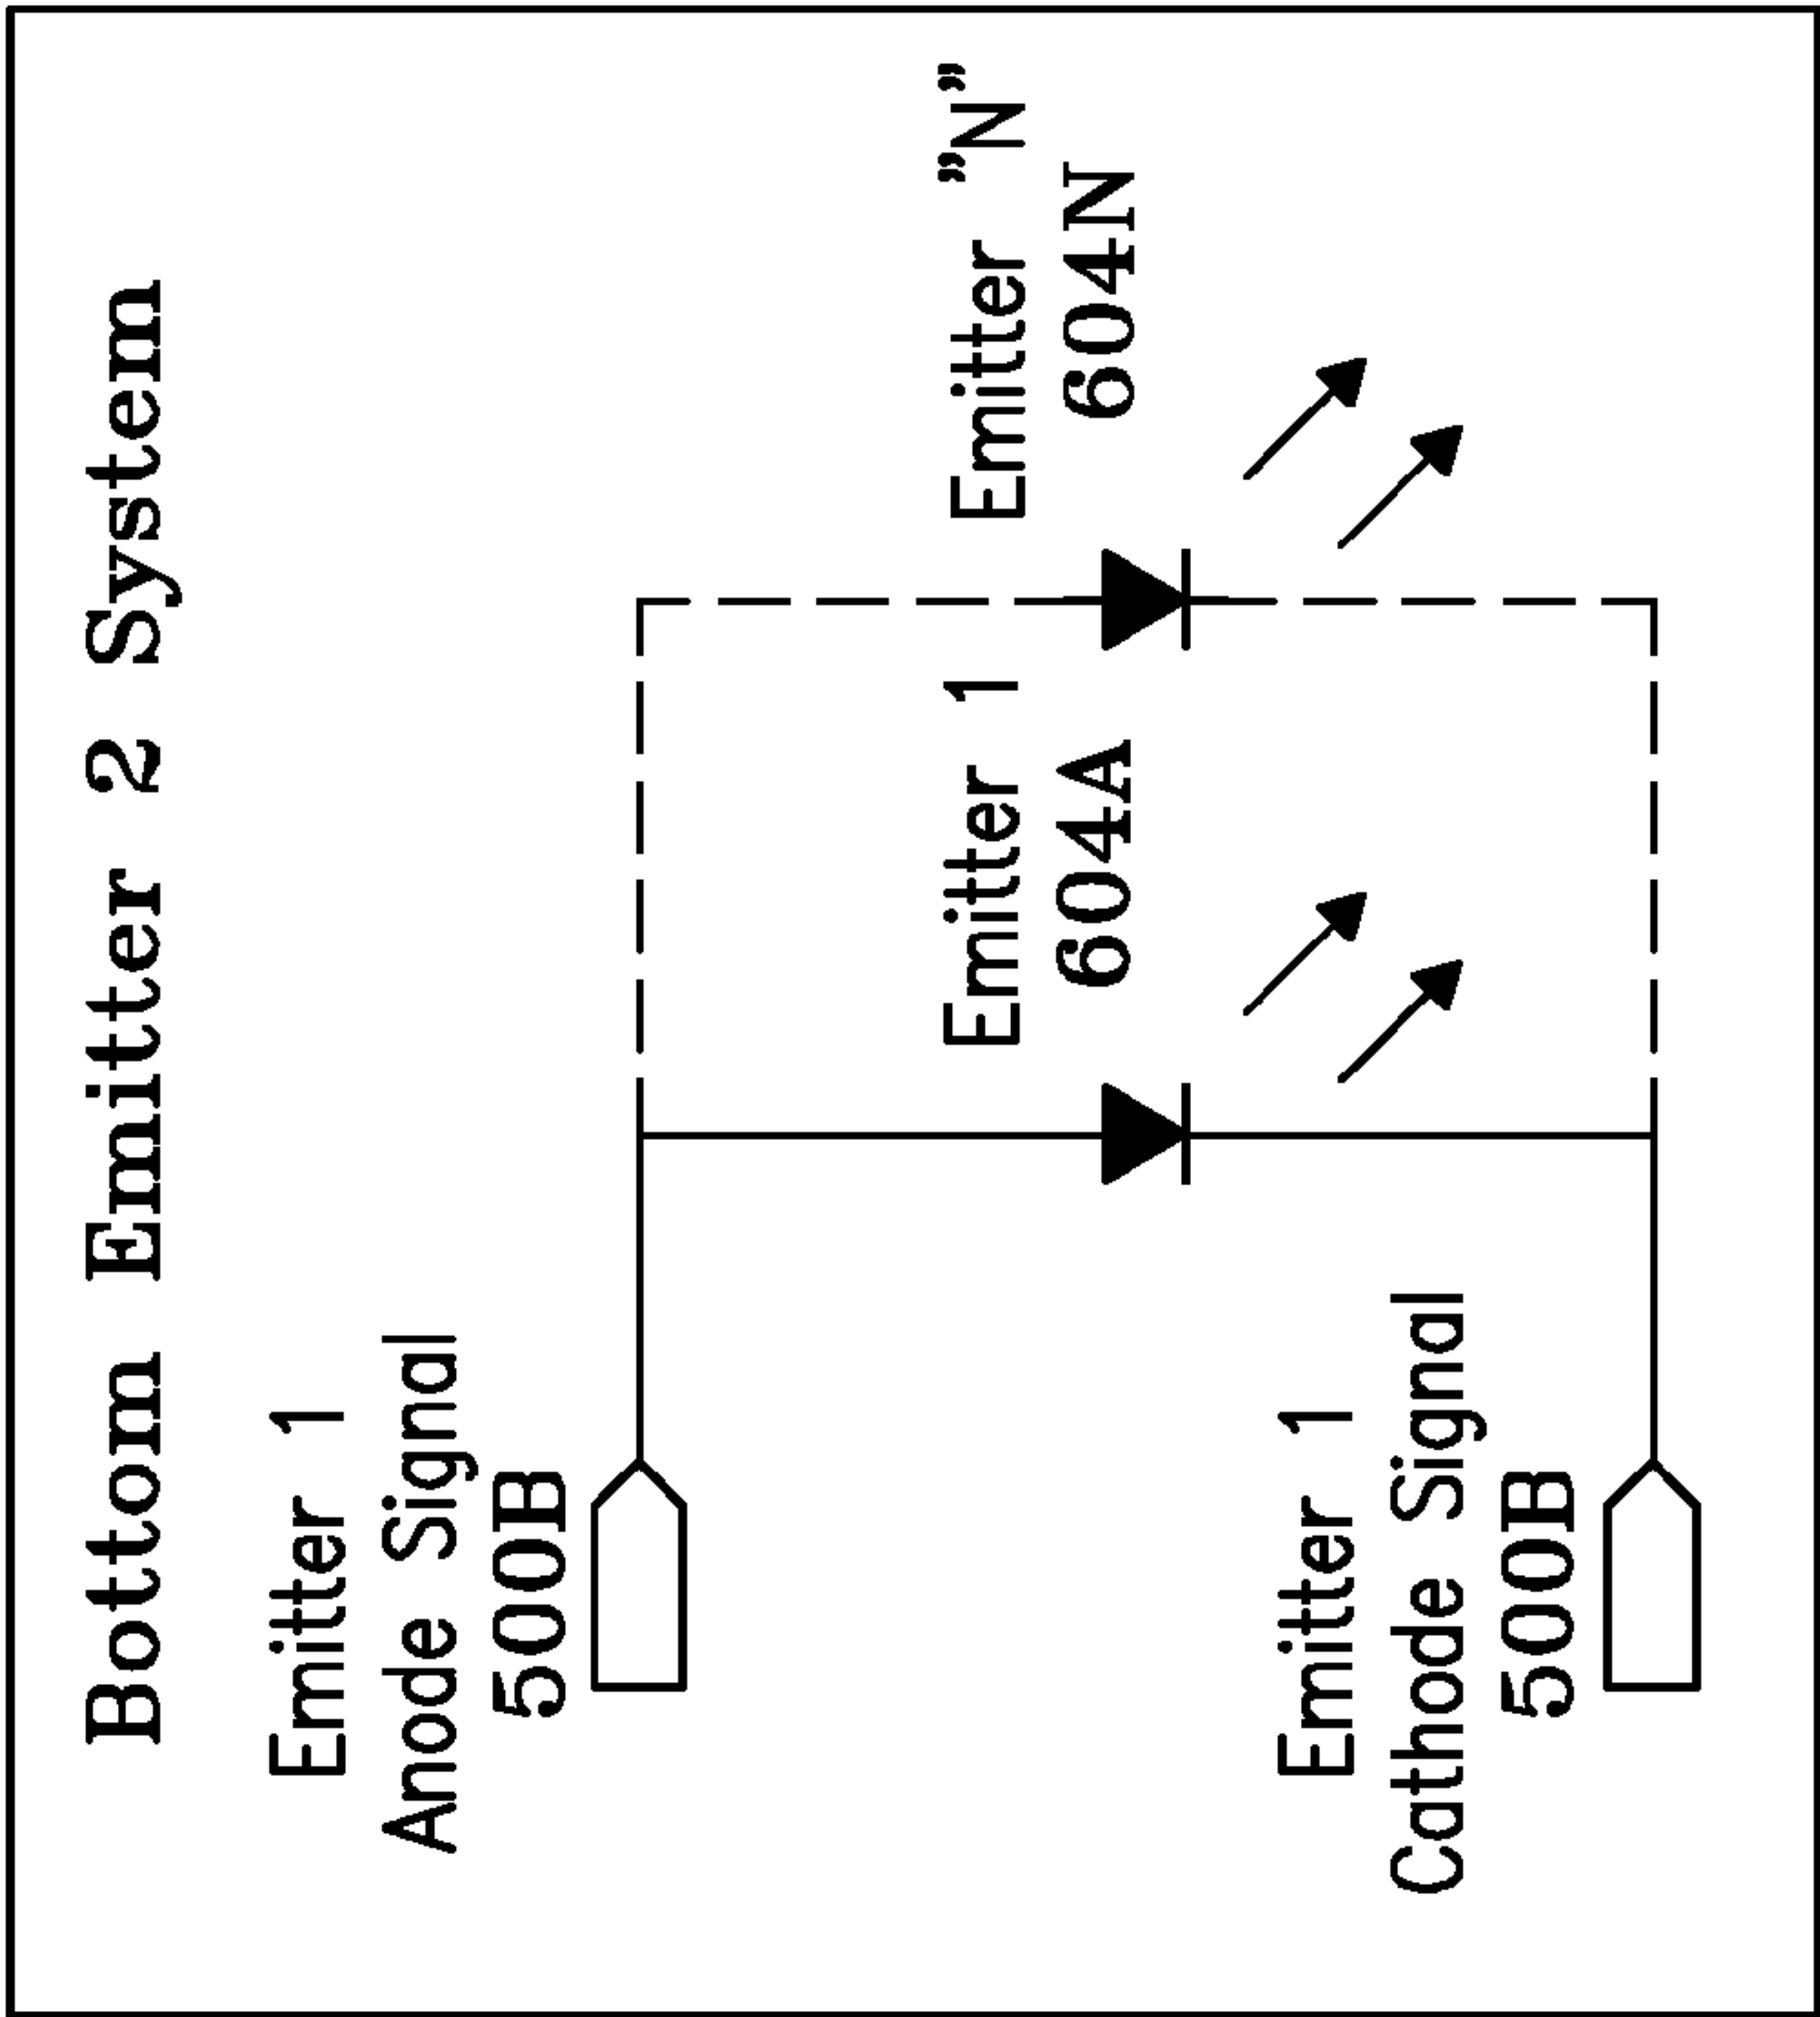 Bottom Emitter 2 System
Emitter 1
Anode Signal
500B
Emitter 1
604A
Emitter "N"
604N
Emitter 1
Cathode Signal
500B